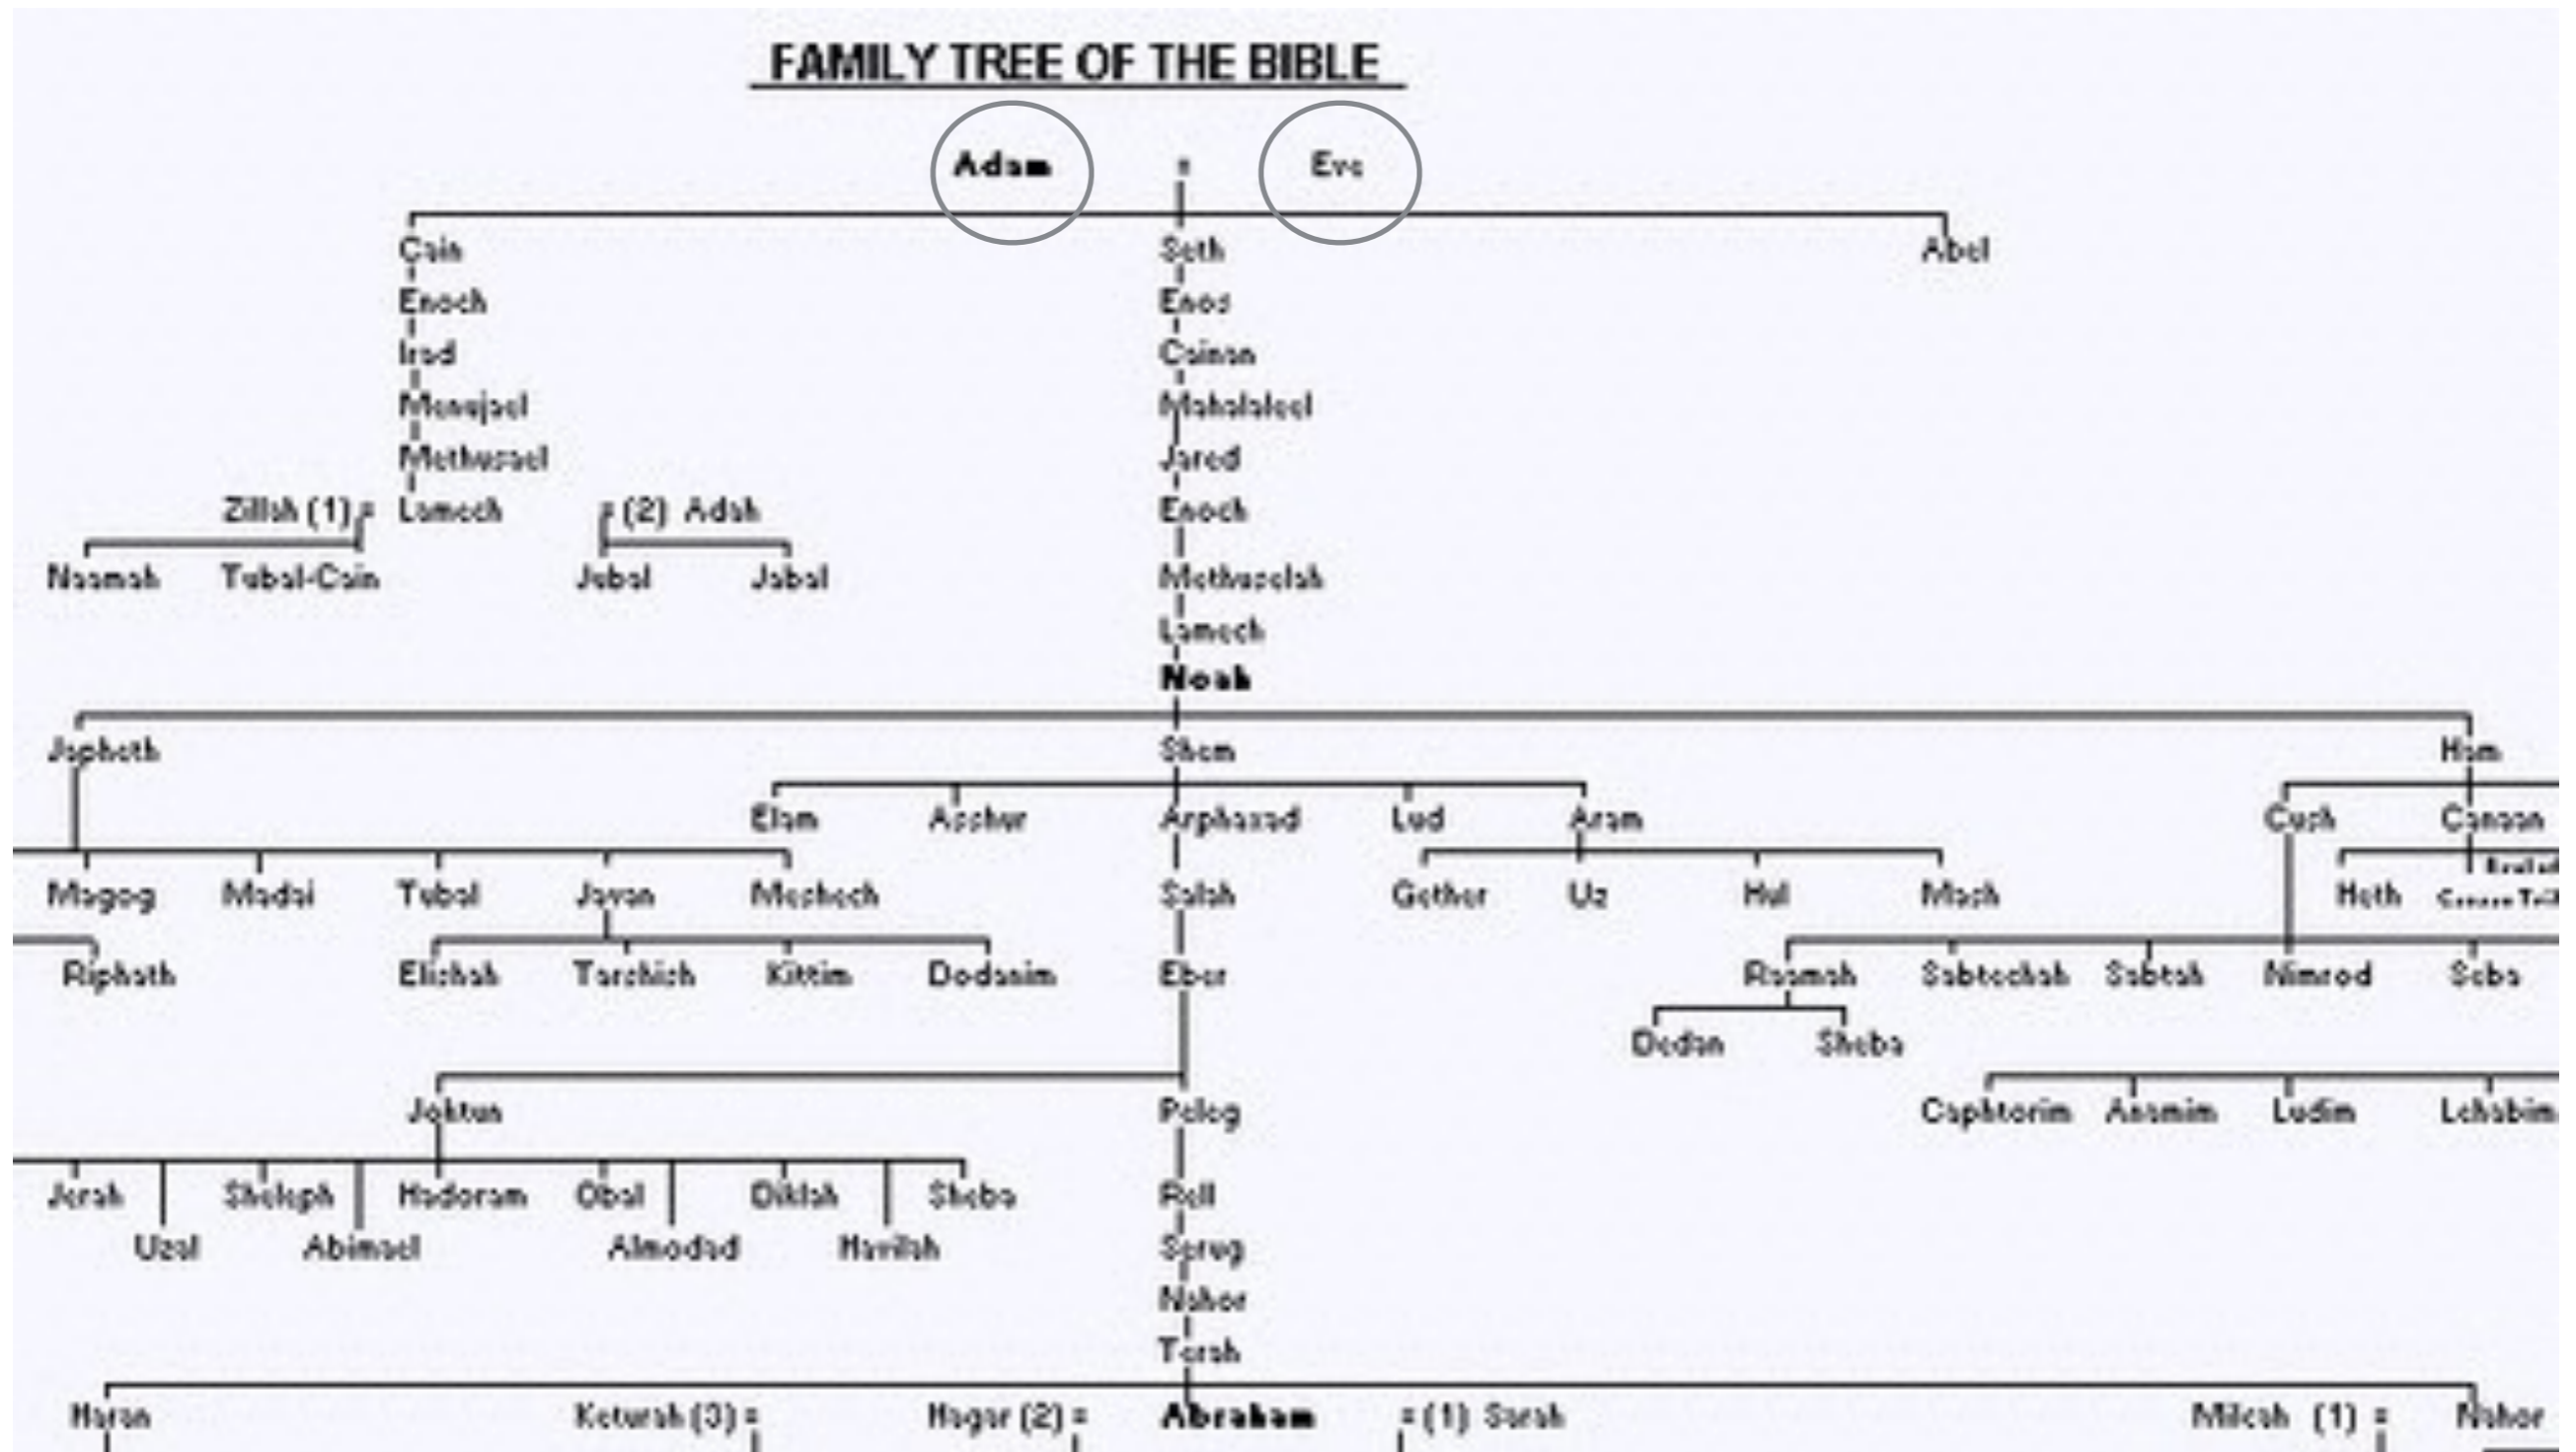 FAMILY TREE OF THE BIBLE
Adam = Eve
Cain Seth Abel
Enoch Enos
Irad Cainan
Menujael Mahalaleel
Methusael Jared
Zillah (1) = Lamech = (2) Adah Enoch
Naamah Tubal-Cain Jubal Jabal Methuselah
Lamech
Noah
Japheth Shem Ham
Elam Asshur Arphaxad Lud Aram Cush Canaan
Magog Madai Tubal Javan Meshech Salah Gether Uz Hul Mash Heth
Riphath Elishah Tarshish Kittim Dodanim Eber Raamah Sabtechah Sabtah Nimrod Seba
Dedan Sheba
Joktun Peleg Caphtorim Anamim Ludim Lehabim
Jerah Sheleph Hadoram Obal Diklah Sheba Rell
Uzal Abimael Almodad Havilah Serug
Nahor
Terah
Haran Keturah (3) = Hagar (2) = Abraham = (1) Sarah Milcah (1) = Nahor